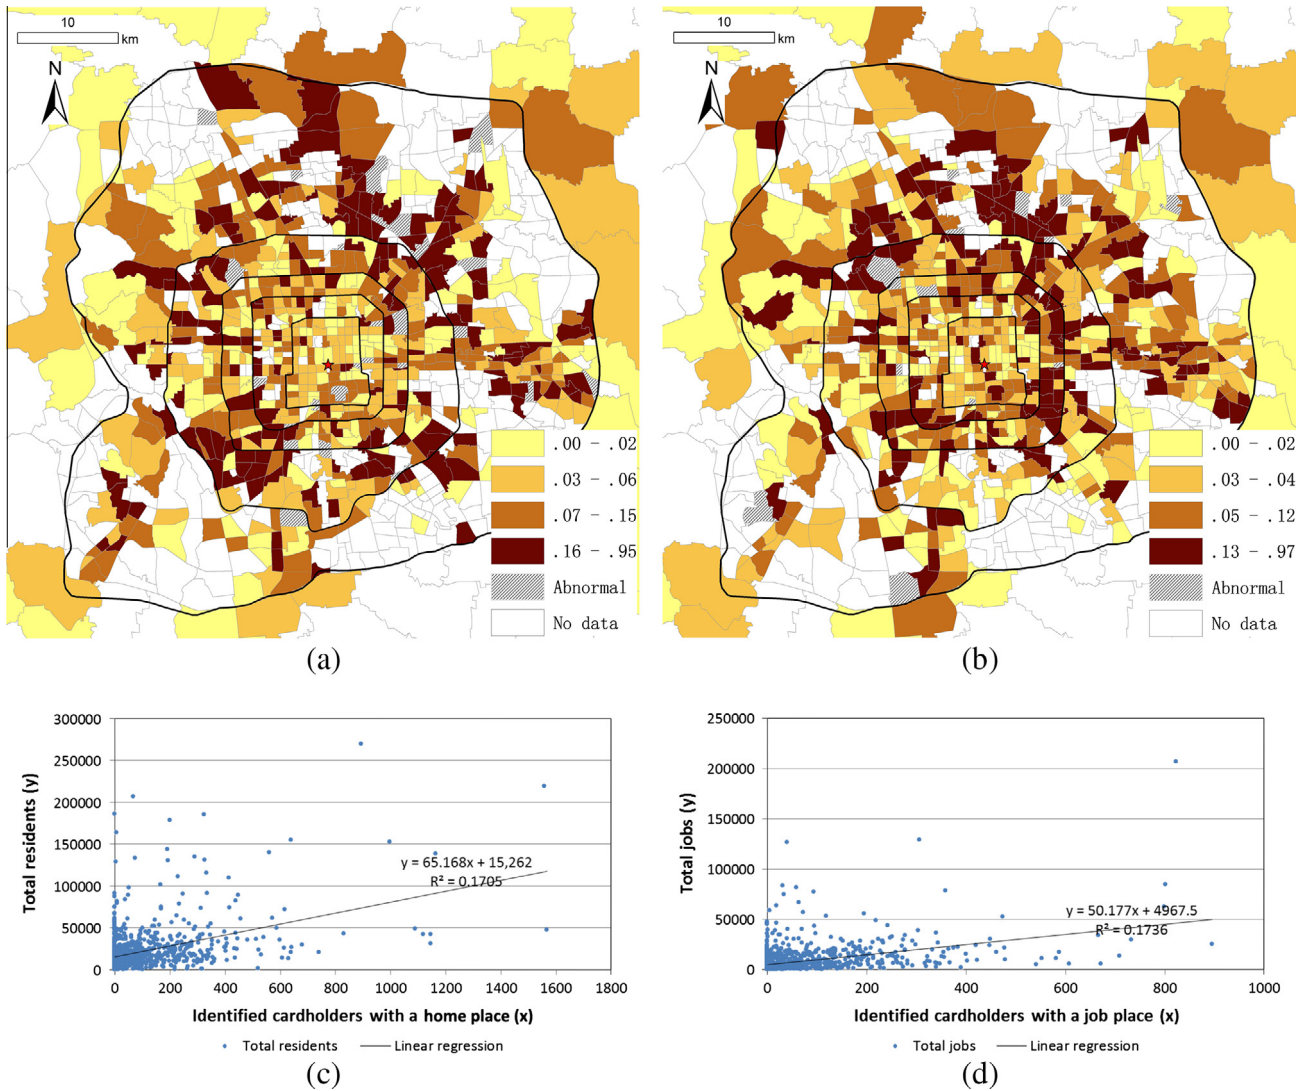 10
km
N
.00 - .02
.03 - .06
.07 - .15
.16 - .95
Abnormal
No data
(a)
10
km
N
.00 - .02
.03 - .04
.05 - .12
.13 - .97
Abnormal
No data
(b)
300000
250000
200000
150000
100000
50000
0
Total residents (y)
y = 65.168x + 15,262
R² = 0.1705
0 200 400 600 800 1000 1200 1400 1600 1800
Identified cardholders with a home place (x)
Total residents Linear regression
(c)
250000
200000
150000
100000
50000
0
Total jobs (y)
y = 50.177x + 4967.5
R² = 0.1736
0 200 400 600 800 1000
Identified cardholders with a job place (x)
Total jobs Linear regression
(d)